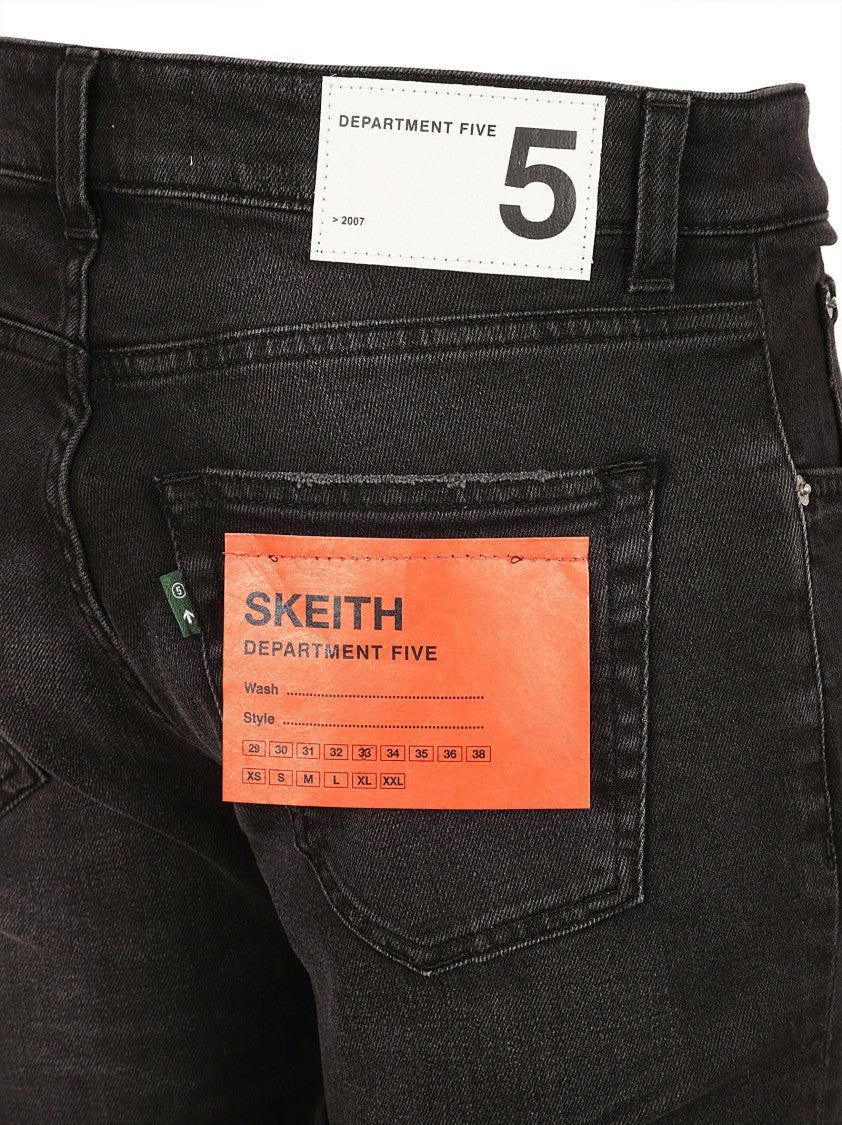 DEPARTMENT FIVE
5
> 2007
5
SKEITH
DEPARTMENT FIVE
Wash ................................................
Style ................................................
29 30 31 32 33 34 35 36 38
XS S M L XL XXL